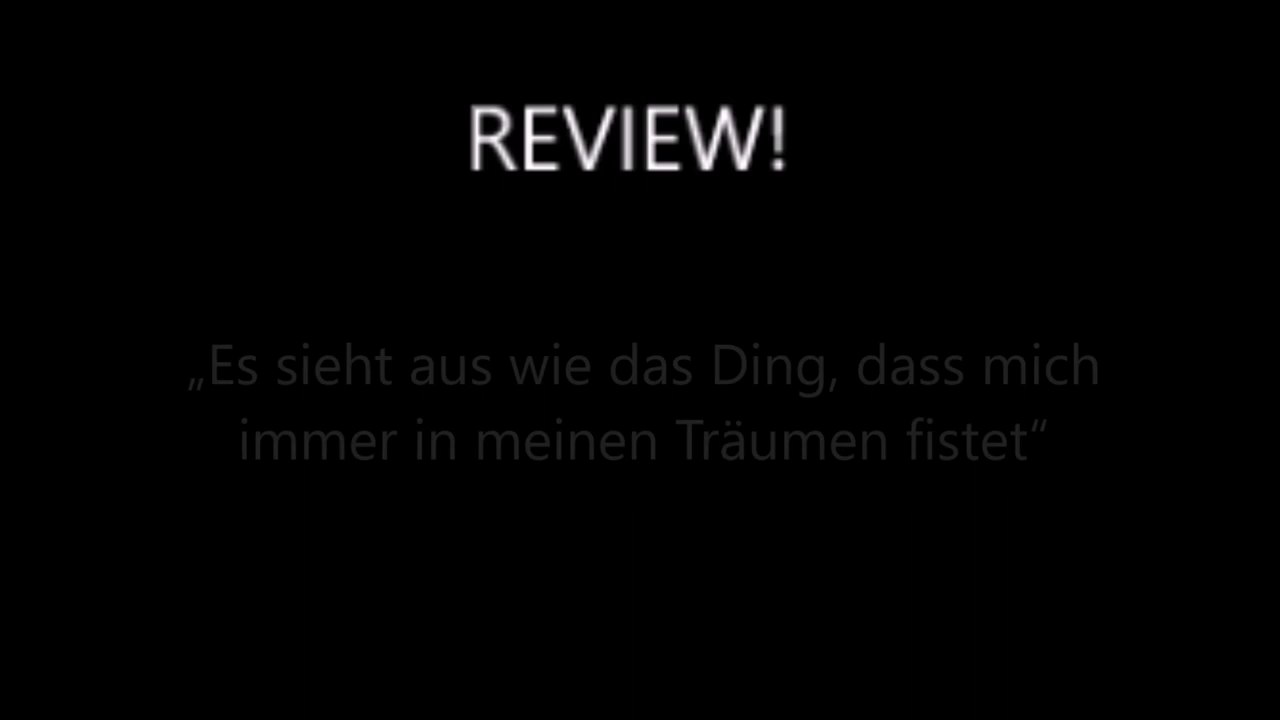 REVIEW!
„Es sieht aus wie das Ding, dass mich
immer in meinen Träumen fistet“